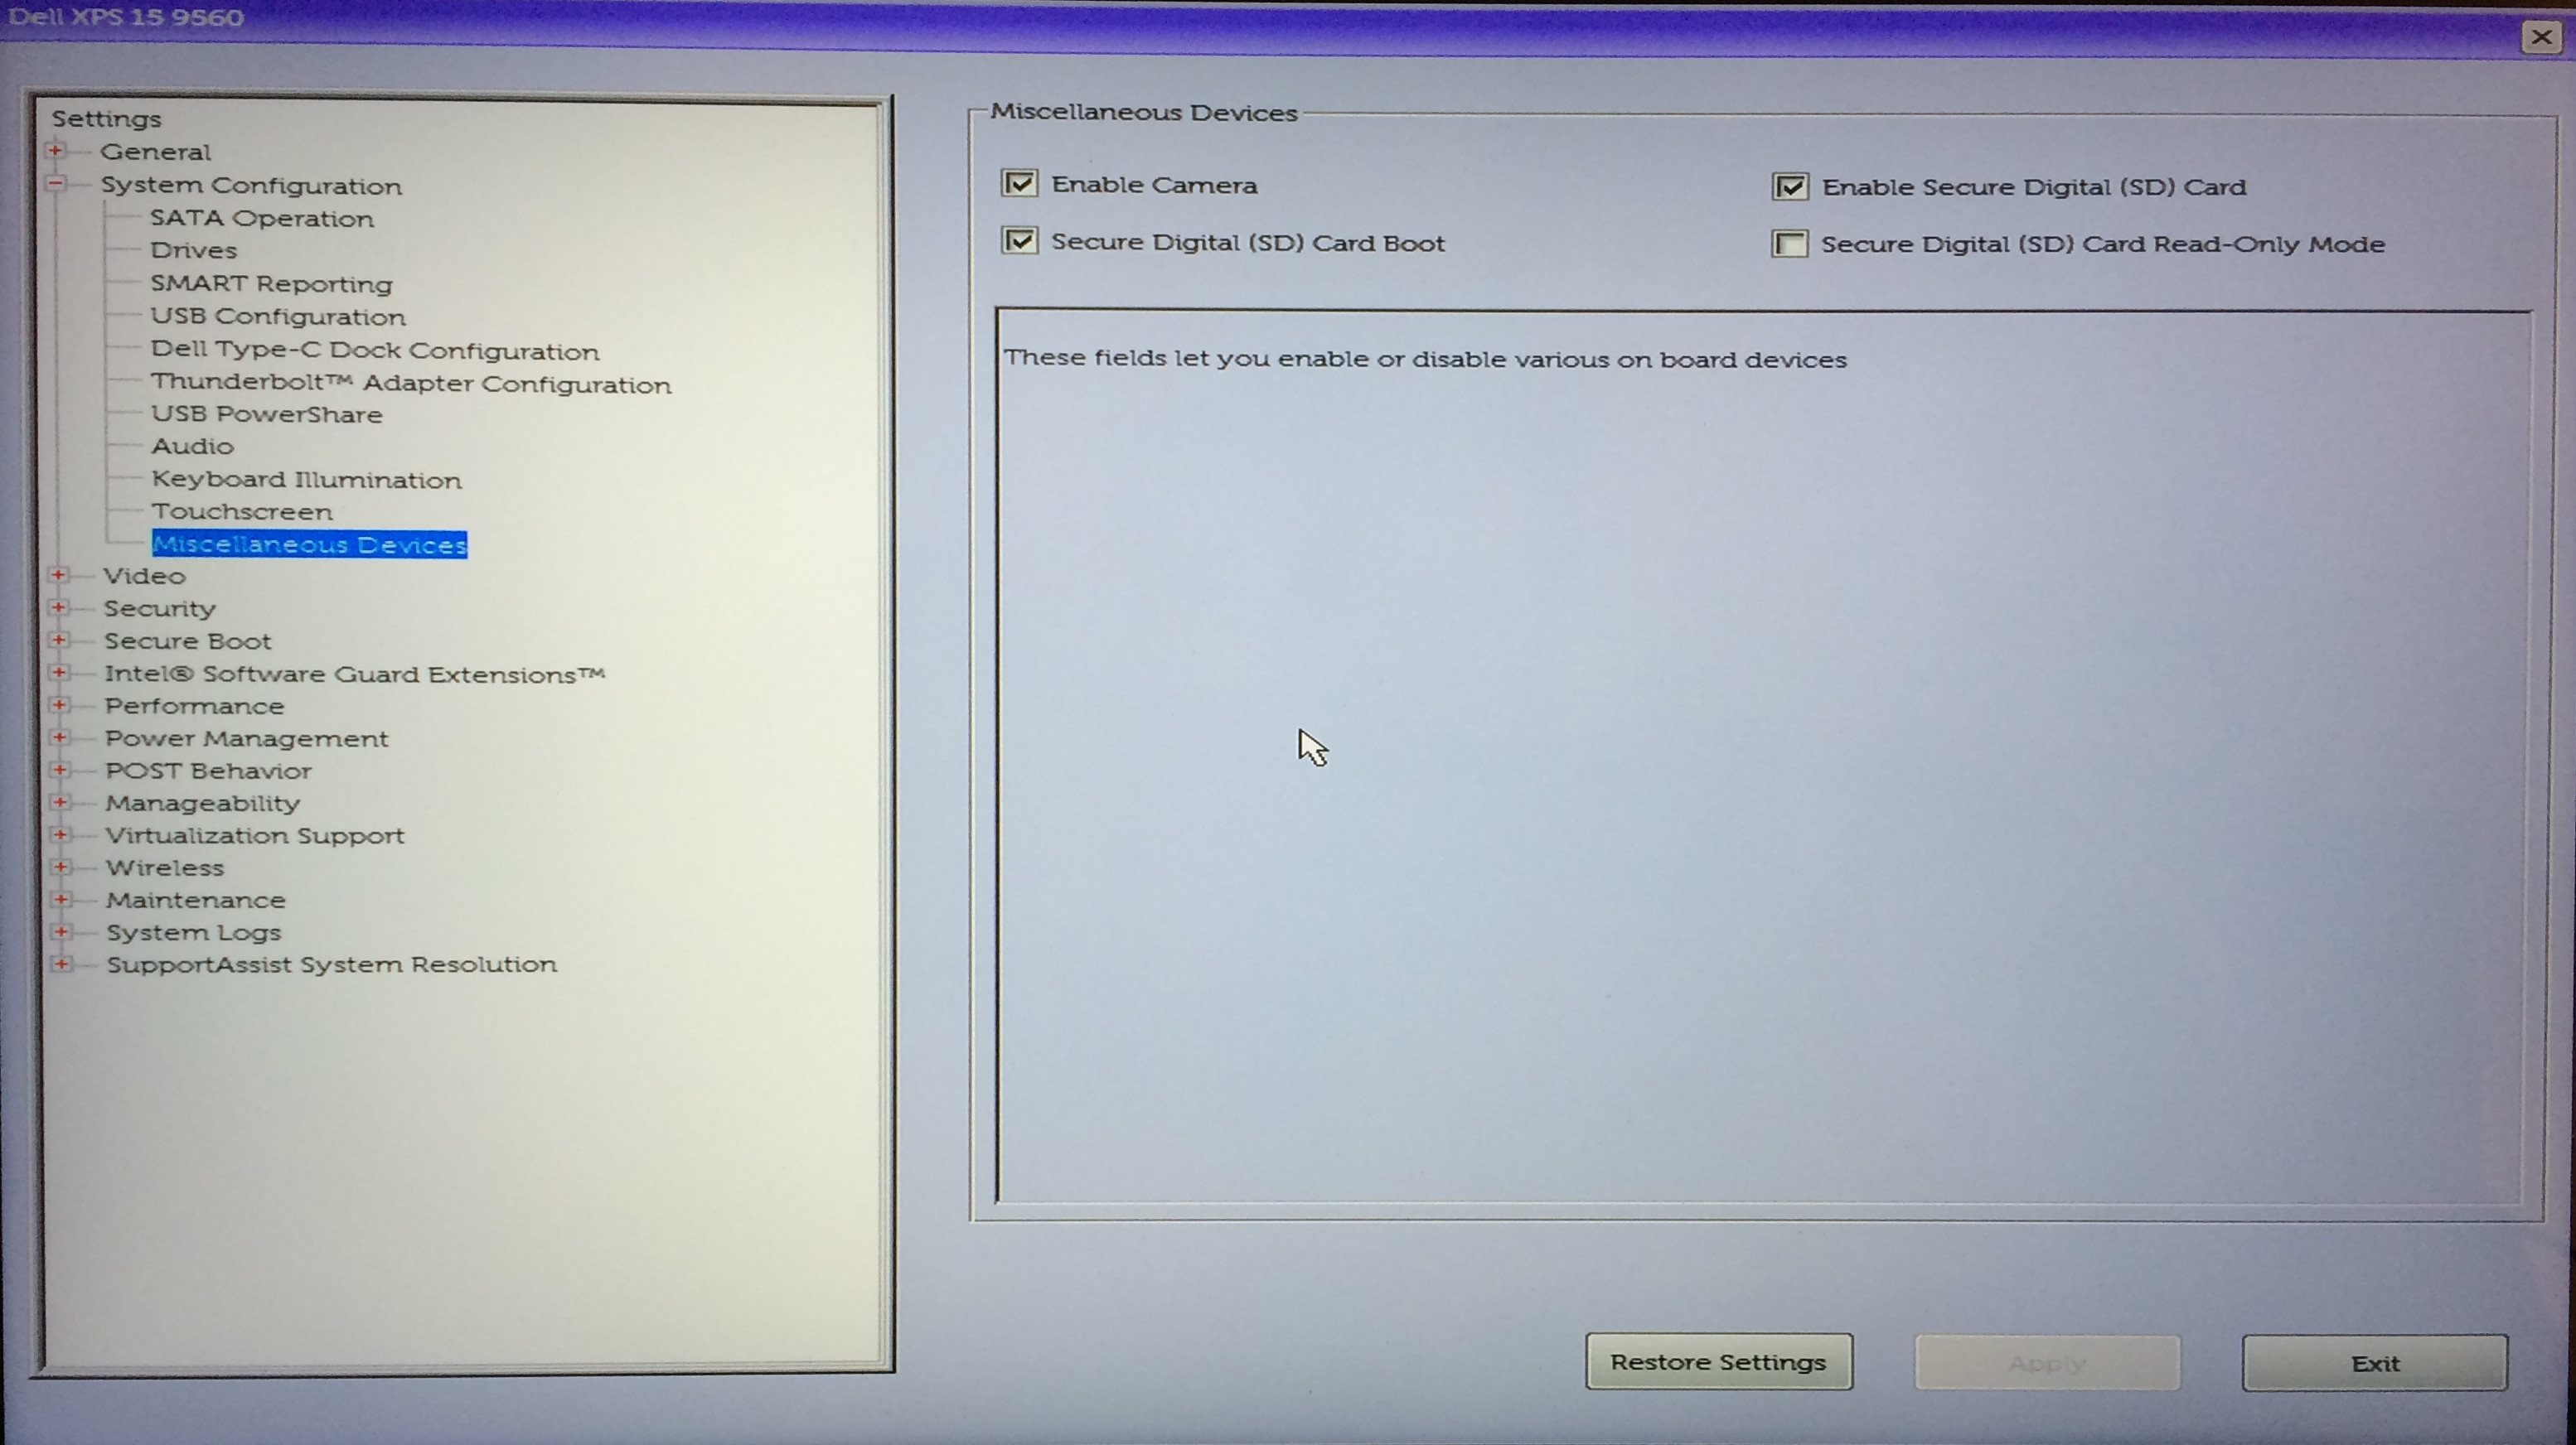 Dell XPS 15 9560
Settings
General
System Configuration
SATA Operation
Drives
SMART Reporting
USB Configuration
Dell Type-C Dock Configuration
Thunderbolt™ Adapter Configuration
USB PowerShare
Audio
Keyboard Illumination
Touchscreen
Miscellaneous Devices
Video
Security
Secure Boot
Intel® Software Guard Extensions™
Performance
Power Management
POST Behavior
Manageability
Virtualization Support
Wireless
Maintenance
System Logs
SupportAssist System Resolution
Miscellaneous Devices
Enable Camera
Enable Secure Digital (SD) Card
Secure Digital (SD) Card Boot
Secure Digital (SD) Card Read-Only Mode
These fields let you enable or disable various on board devices
Restore Settings
Apply
Exit